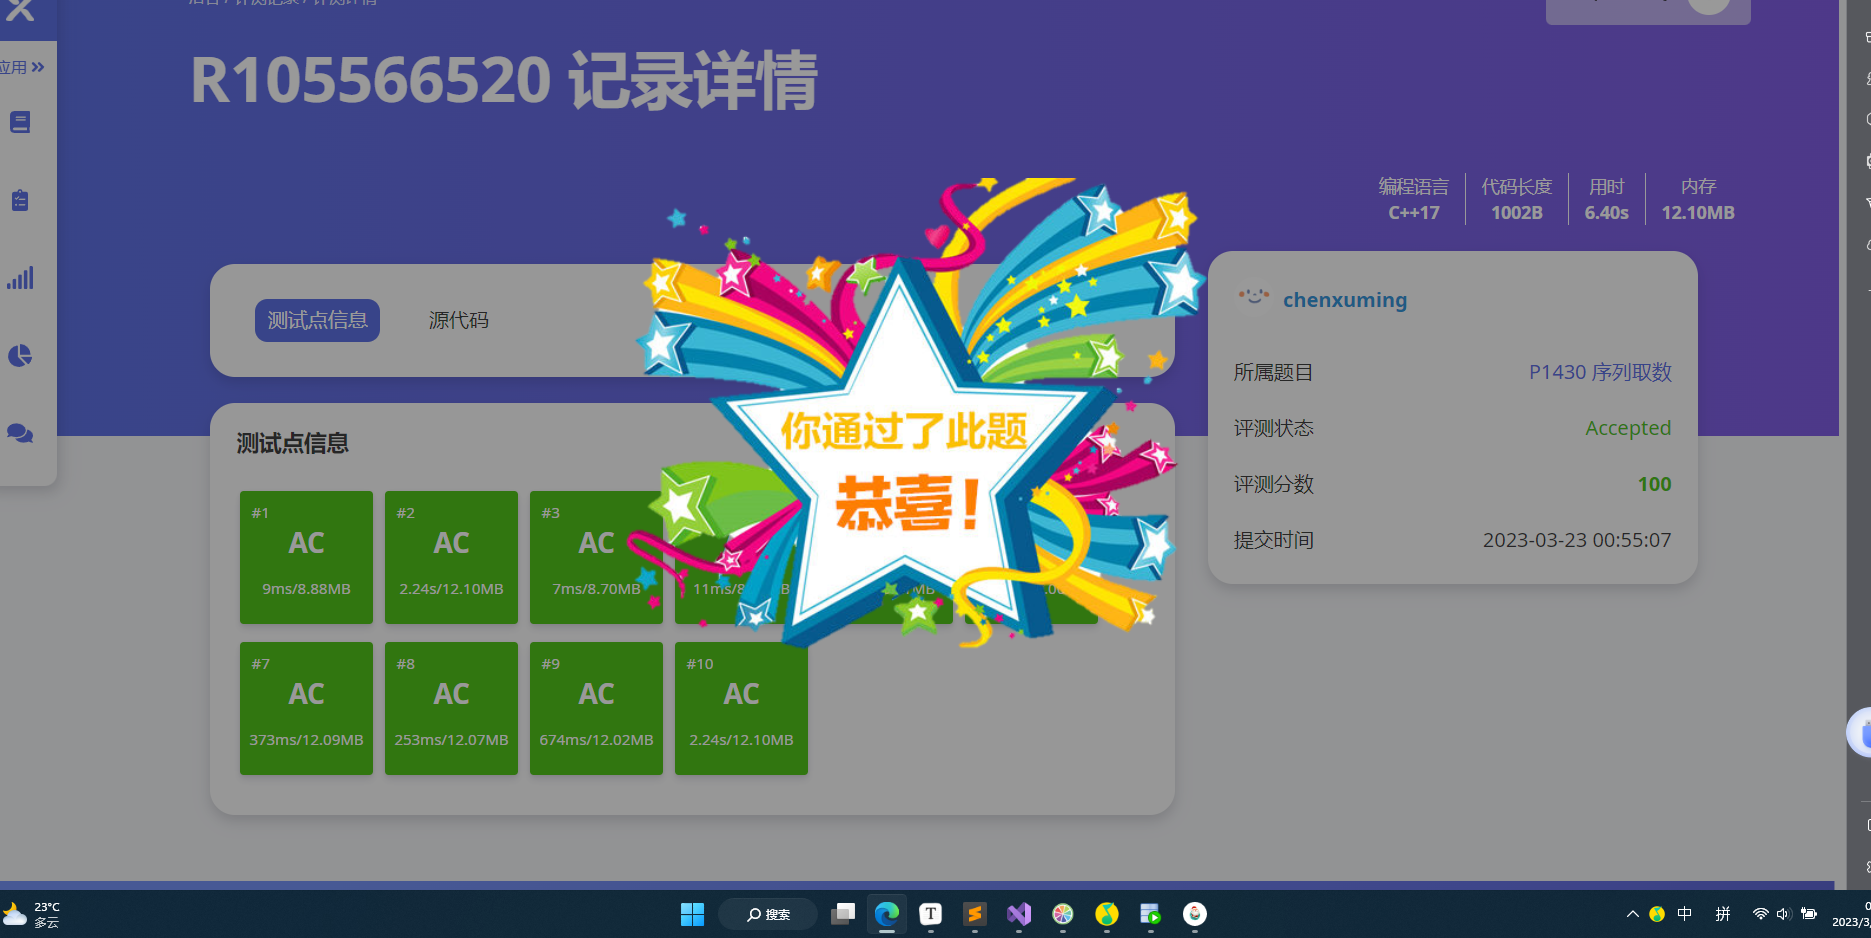 R105566520 记录详情
应用
编程语言
C++17
代码长度
1002B
用时
6.40s
内存
12.10MB
测试点信息
源代码
chenxuming
所属题目
P1430 序列取数
评测状态
Accepted
评测分数
100
提交时间
2023-03-23 00:55:07
你通过了此题
恭喜！
测试点信息
#1
AC
9ms/8.88MB
#2
AC
2.24s/12.10MB
#3
AC
7ms/8.70MB
#7
AC
373ms/12.09MB
#8
AC
253ms/12.07MB
#9
AC
674ms/12.02MB
#10
AC
2.24s/12.10MB
23°C
多云
搜索
中
拼
2023/3